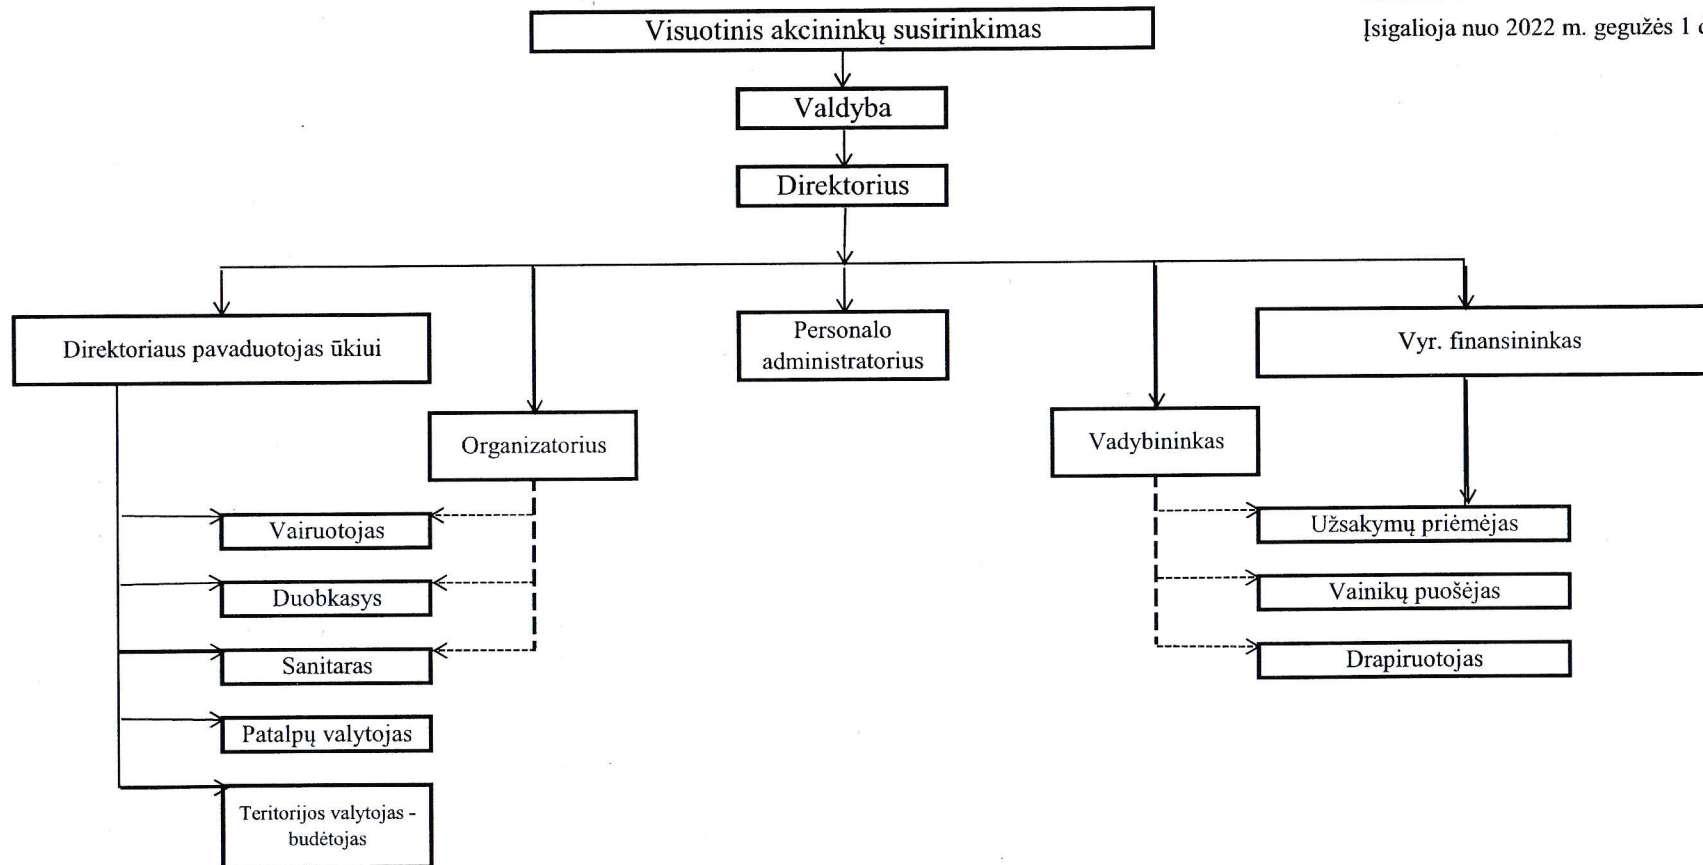 Visuotinis akcininkų susirinkimas
Įsigalioja nuo 2022 m. gegužės 1 d
Valdyba
Direktorius
Direktoriaus pavaduotojas ūkiui
Personalo
administratorius
Vyr. finansininkas
Organizatorius
Vadybininkas
Vairuotojas
Užsakymų priėmėjas
Duobkasys
Vainikų puošėjas
Sanitaras
Drapiruotojas
Patalpų valytojas
Teritorijos valytojas -
budėtojas